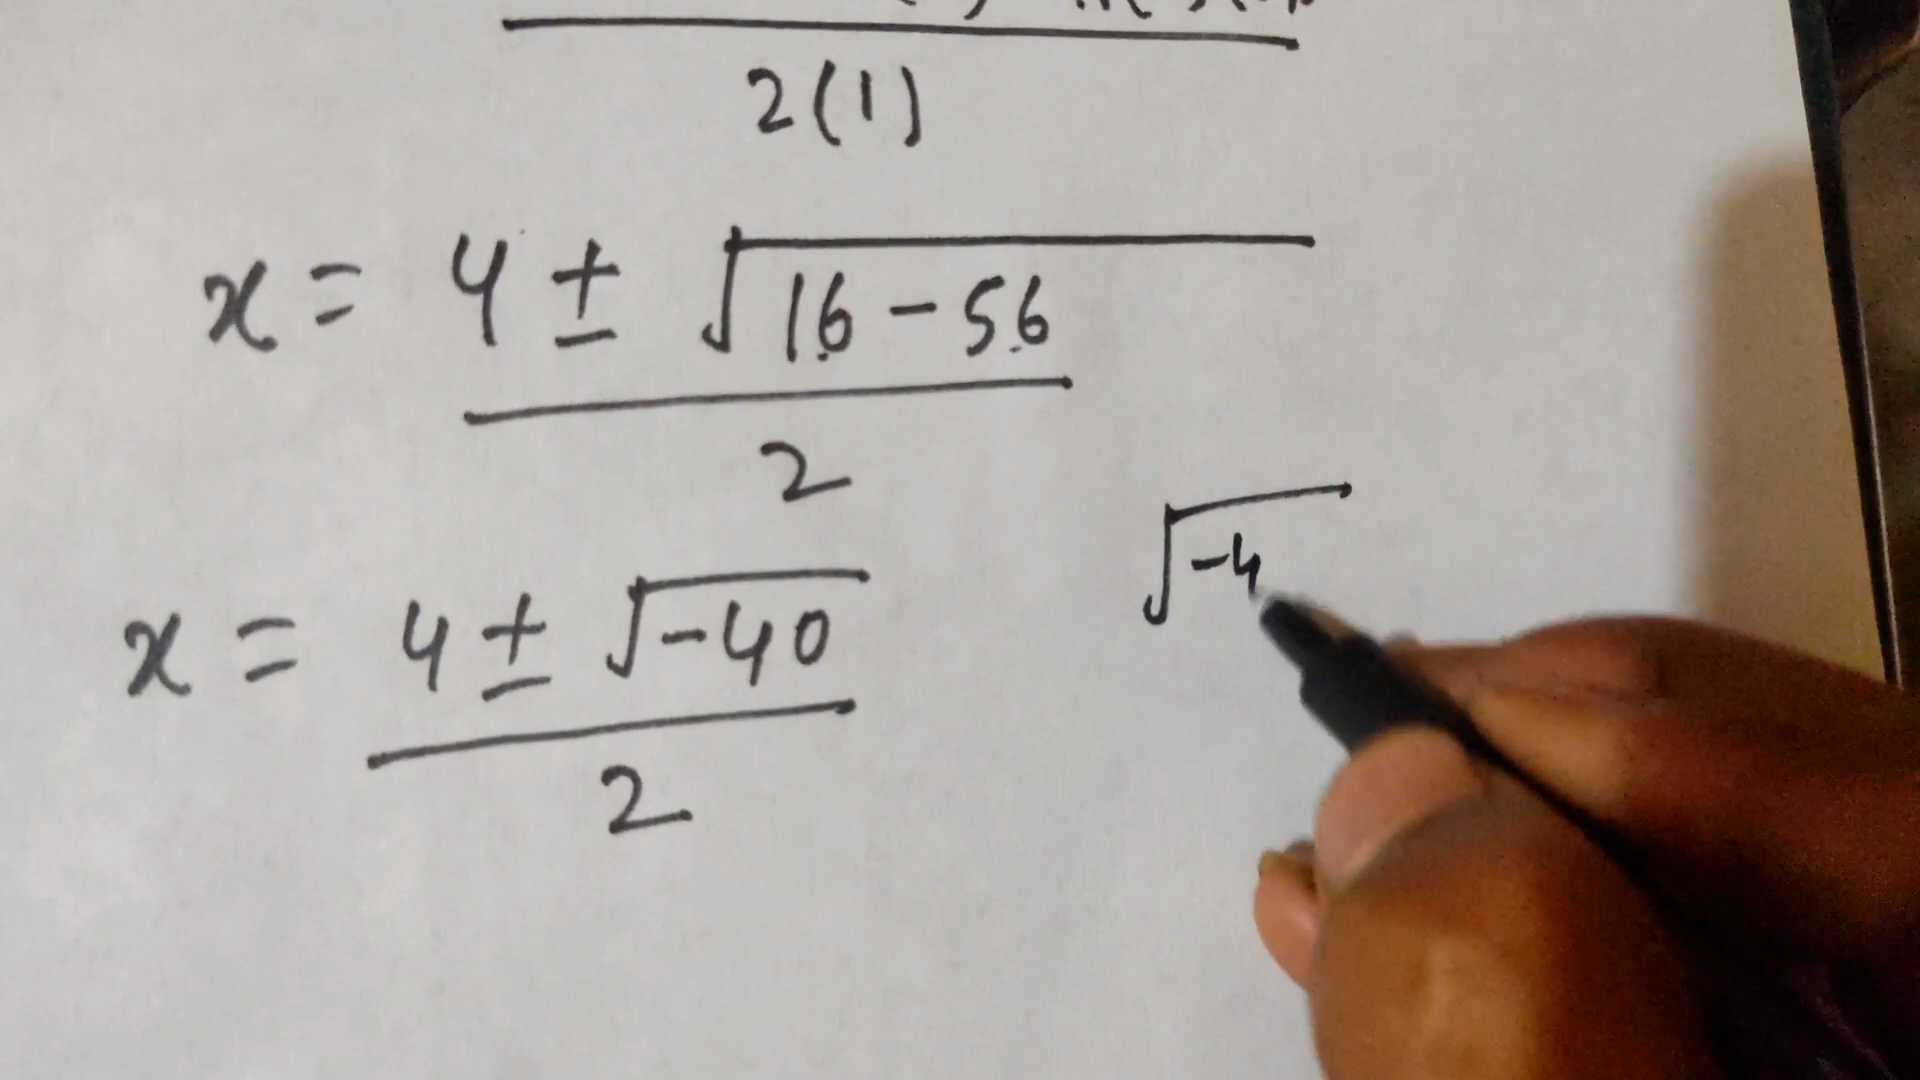 2(1)
x = 4 ± √16 - 56
2
√-4
x = 4 ± √-40
2